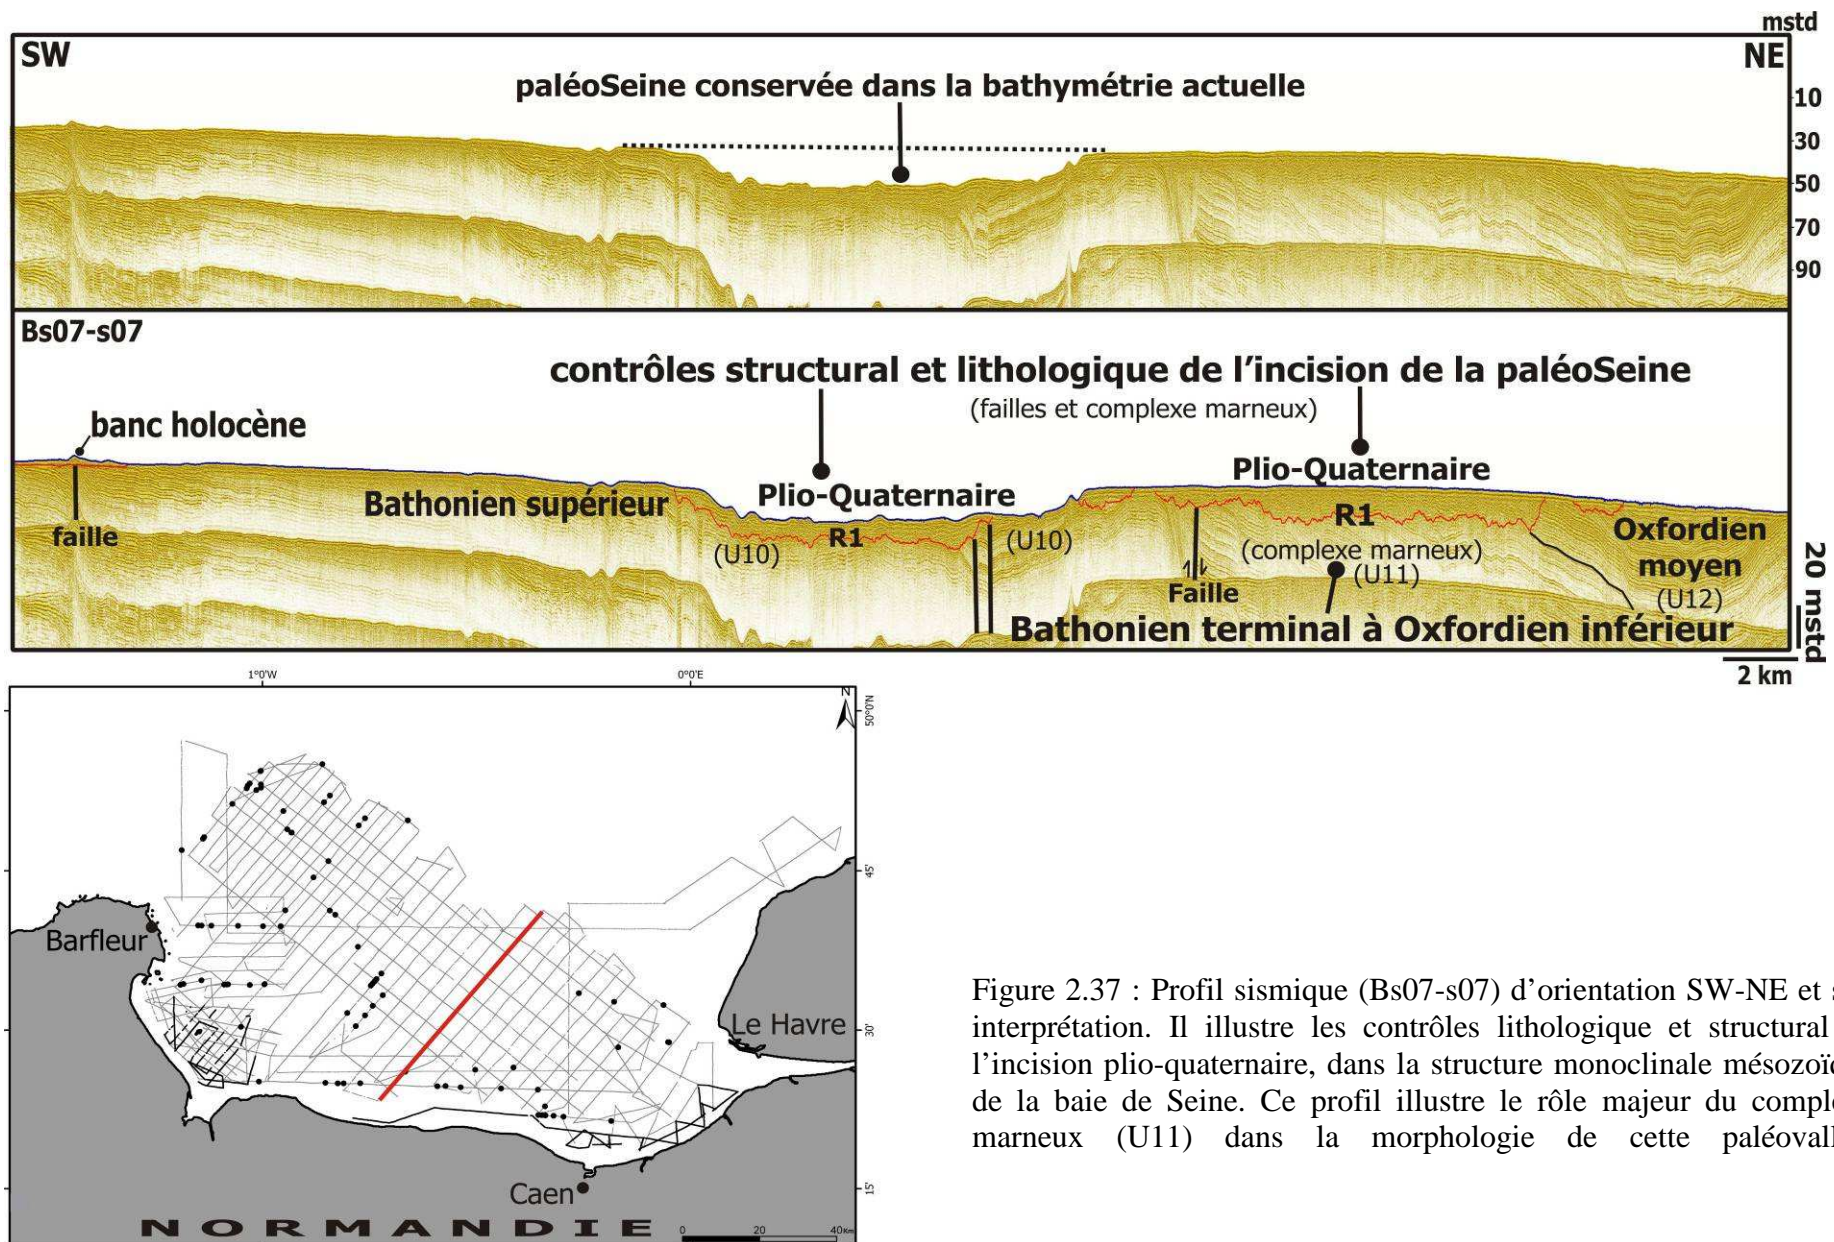 mstd
SW
NE
paléoSeine conservée dans la bathymétrie actuelle
10
30
50
70
90
Bs07-s07
contrôles structural et lithologique de l'incision de la paléoSeine
(failles et complexe marneux)
banc holocène
Plio-Quaternaire
Bathonien supérieur
Plio-Quaternaire
faille
(U10)
R1
(U10)
R1
(complexe marneux)
(U11)
Faille
Oxfordien
moyen
(U12)
Bathonien terminal à Oxfordien inférieur
20 mstd
2 km
1°0'W
0°0'E
N
50°0'N
45'
Barfleur
Le Havre
30'
Caen
15'
NORMANDIE
0
20
40Km
Figure 2.37 : Profil sismique (Bs07-s07) d'orientation SW-NE et s
interprétation. Il illustre les contrôles lithologique et structural
l'incision plio-quaternaire, dans la structure monoclinale mésozoï
de la baie de Seine. Ce profil illustre le rôle majeur du compl
marneux (U11) dans la morphologie de cette paléovall